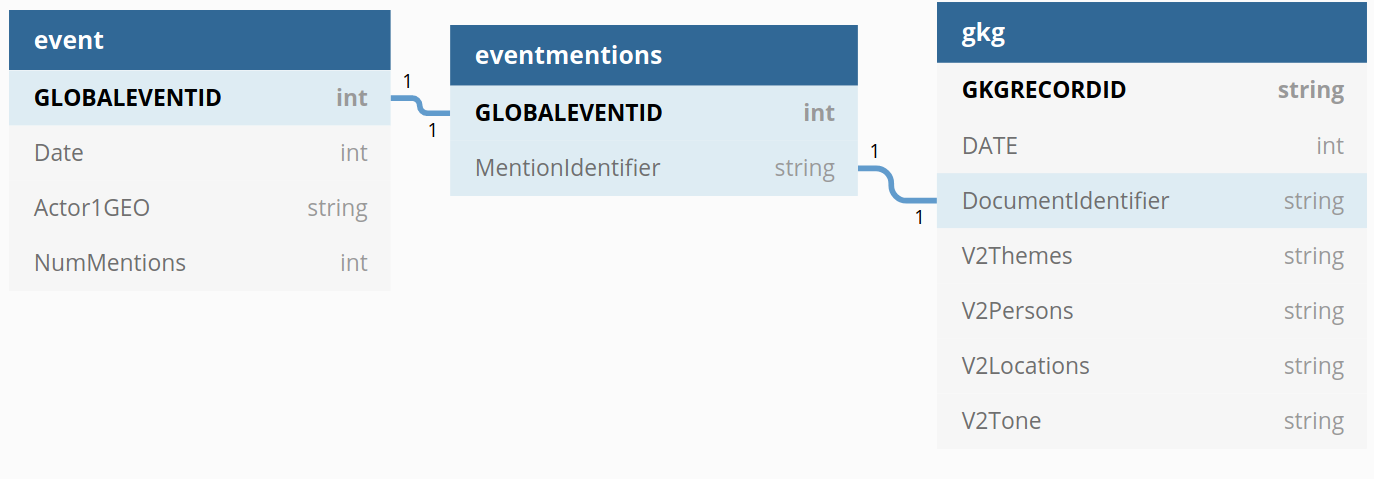 event
GLOBALEVENTID int
Date int
Actor1GEO string
NumMentions int
1
1
eventmentions
GLOBALEVENTID int
MentionIdentifier string
1
1
gkg
GKGRECORDID string
DATE int
DocumentIdentifier string
V2Themes string
V2Persons string
V2Locations string
V2Tone string